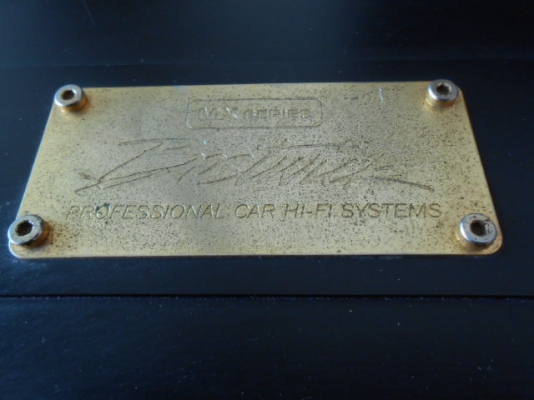 MX SERIES
PROFESSIONAL CAR HI-FI SYSTEMS